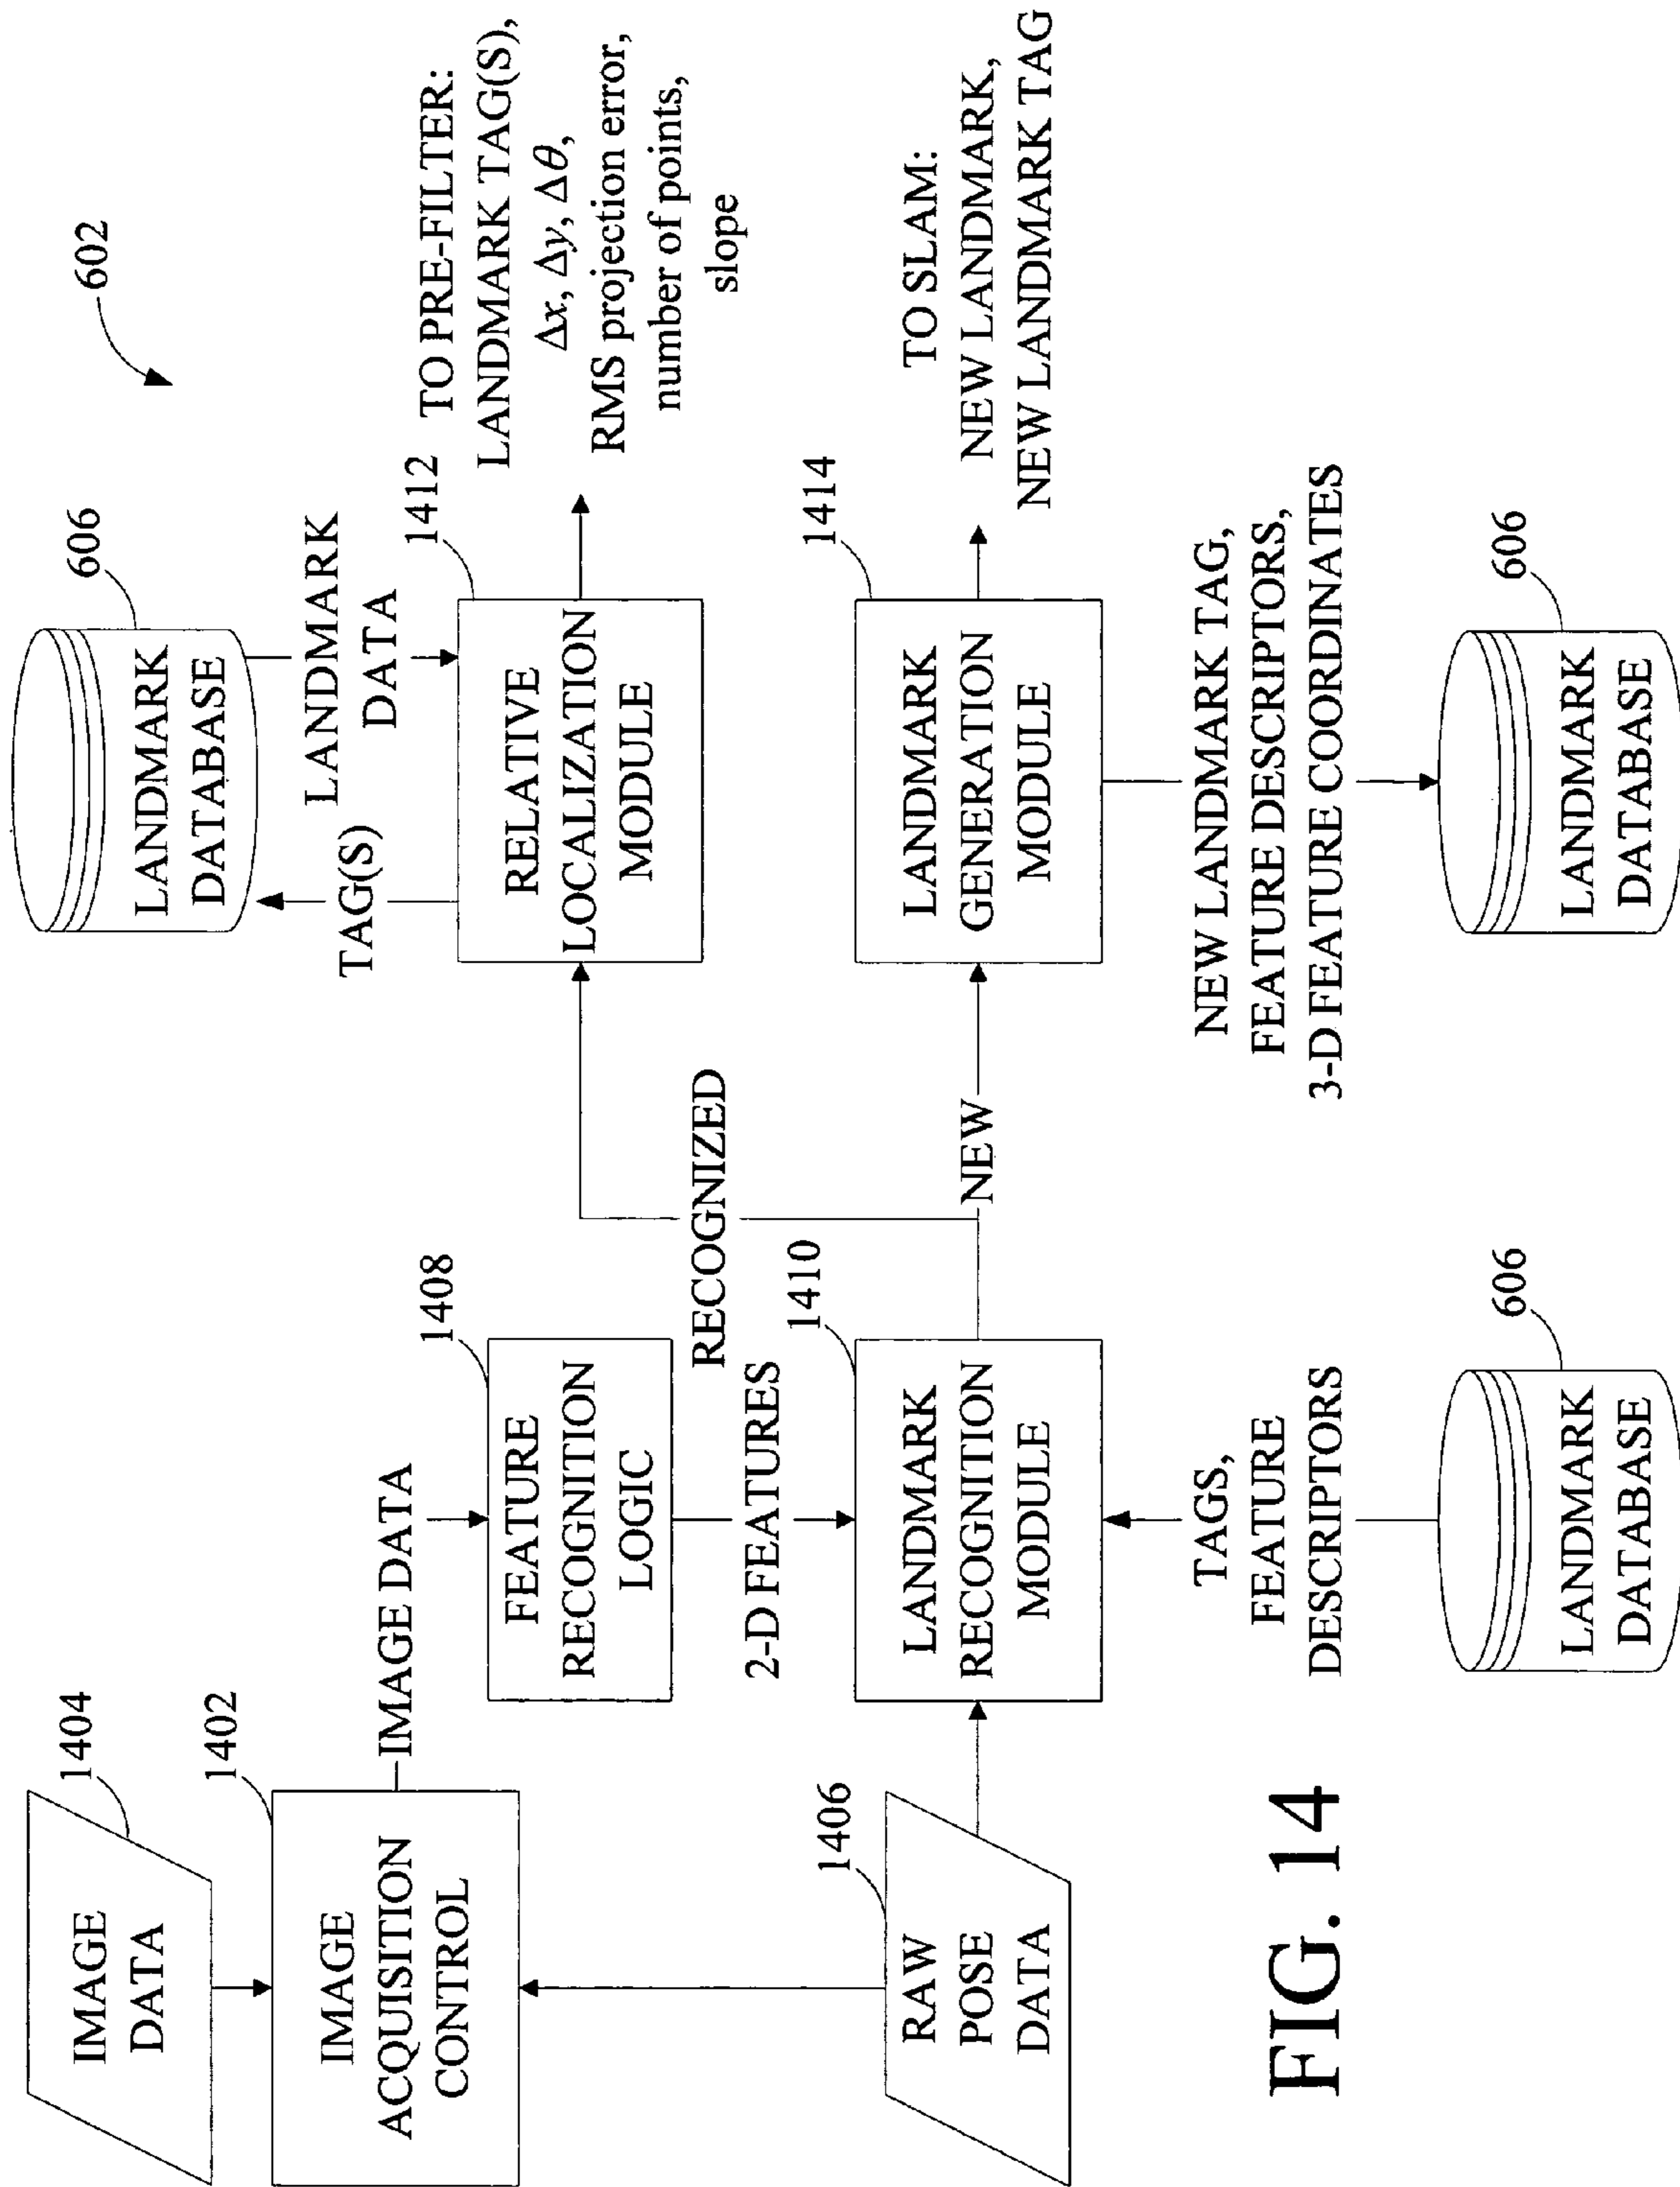 602
1404
IMAGE
DATA
1402
IMAGE
ACQUISITION
CONTROL
IMAGE DATA
1406
RAW
POSE
DATA
1408
FEATURE
RECOGNITION
LOGIC
2-D FEATURES
1410
LANDMARK
RECOGNITION
MODULE
TAGS,
FEATURE
DESCRIPTORS
606
LANDMARK
DATABASE
RECOGNIZED
NEW
606
LANDMARK
DATABASE
TAG(S)
LANDMARK
DATA
1412
RELATIVE
LOCALIZATION
MODULE
TO PRE-FILTER:
LANDMARK TAG(S),
Δx, Δy, Δθ,
RMS projection error,
number of points,
slope
1414
LANDMARK
GENERATION
MODULE
TO SLAM:
NEW LANDMARK,
NEW LANDMARK TAG
NEW LANDMARK TAG,
FEATURE DESCRIPTORS,
3-D FEATURE COORDINATES
606
LANDMARK
DATABASE
FIG. 14